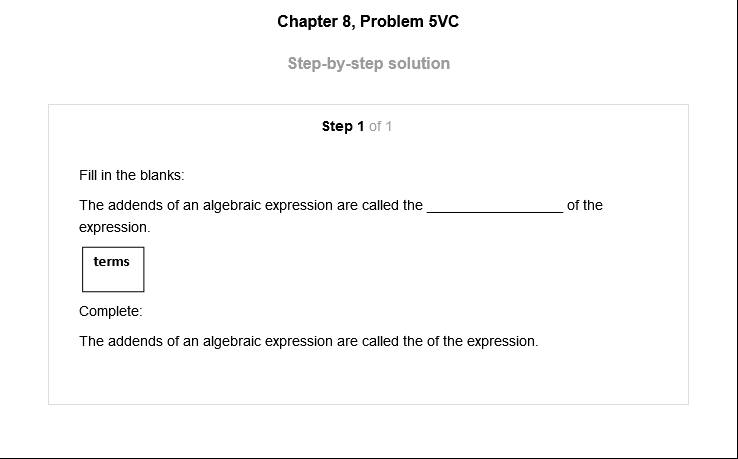 Chapter 8, Problem 5VC
Step-by-step solution
Step 1 of 1
Fill in the blanks:
The addends of an algebraic expression are called the __________________ of the
expression.
terms
Complete:
The addends of an algebraic expression are called the of the expression.